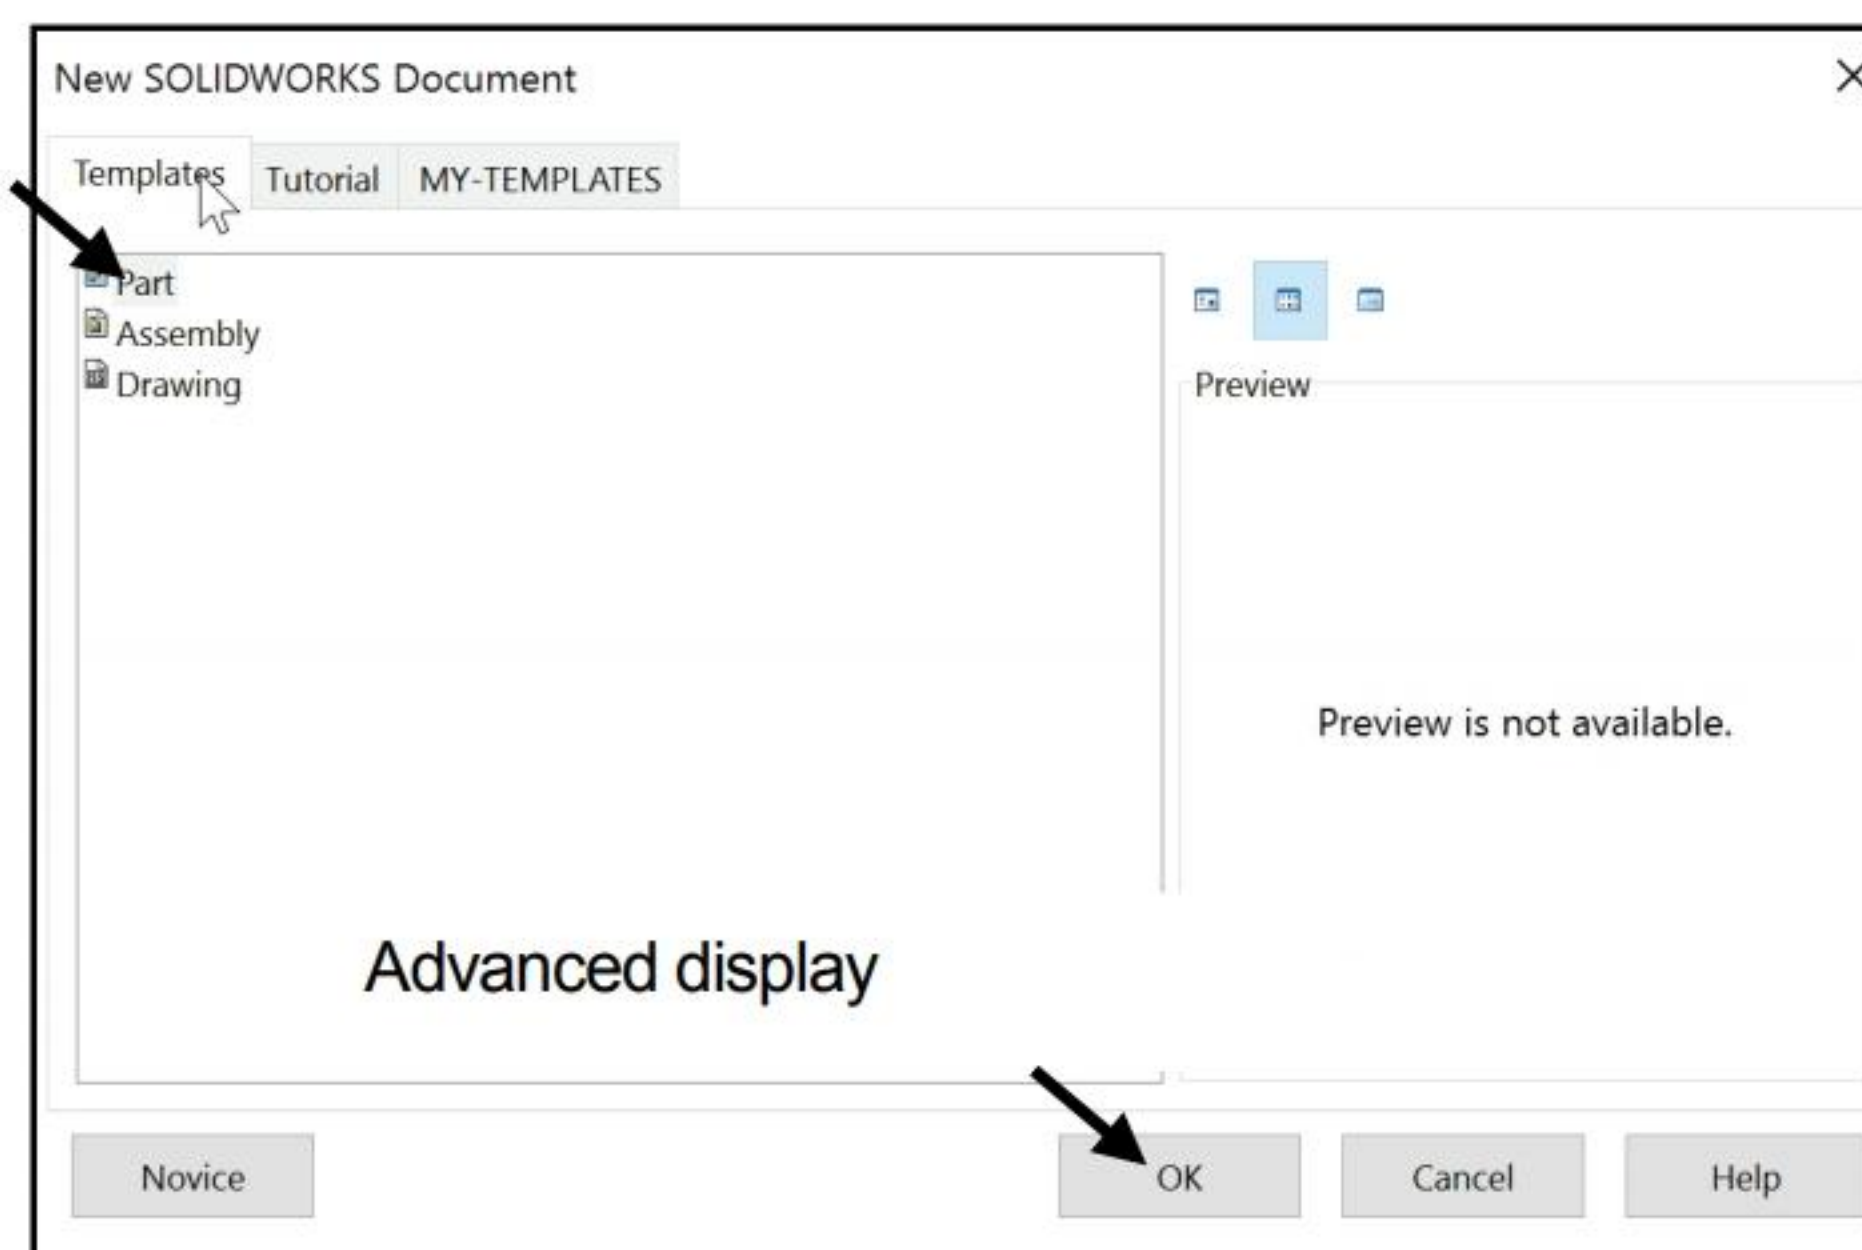 New SOLIDWORKS Document
Templates Tutorial MY-TEMPLATES
Part
Assembly
Drawing
Preview
Preview is not available.
Advanced display
Novice OK Cancel Help